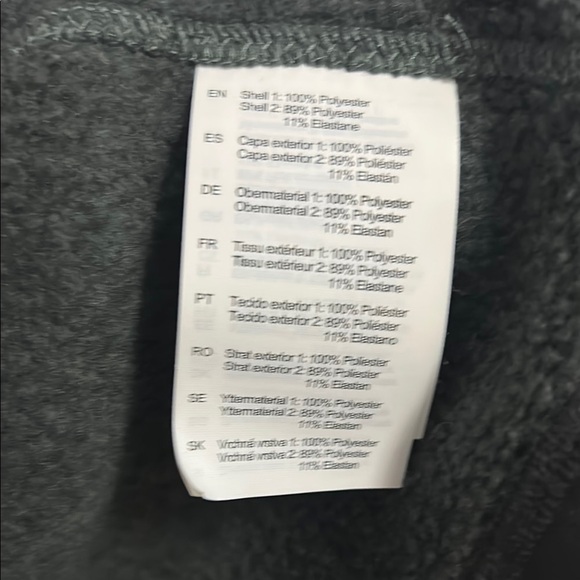 EN Shell 1: 100% Polyester
Shell 2: 89% Polyester
11% Elastane
ES Capa exterior 1: 100% Poliéster
Capa exterior 2: 89% Poliéster
11% Elastán
DE Obermaterial 1: 100% Polyester
Obermaterial 2: 89% Polyester
11% Elastan
FR Tissu extérieur 1: 100% Polyester
Tissu extérieur 2: 89% Polyester
11% Elastane
PT Tecido exterior 1: 100% Poliéster
Tecido exterior 2: 89% Poliéster
11% Elastano
RO Strat exterior 1: 100% Poliester
Strat exterior 2: 89% Poliester
11% Elastan
SE Yttermaterial 1: 100% Polyester
Yttermaterial 2: 89% Polyester
11% Elastan
SK Vrchná vrstva 1: 100% Polyester
Vrchná vrstva 2: 89% Polyester
11% Elastan